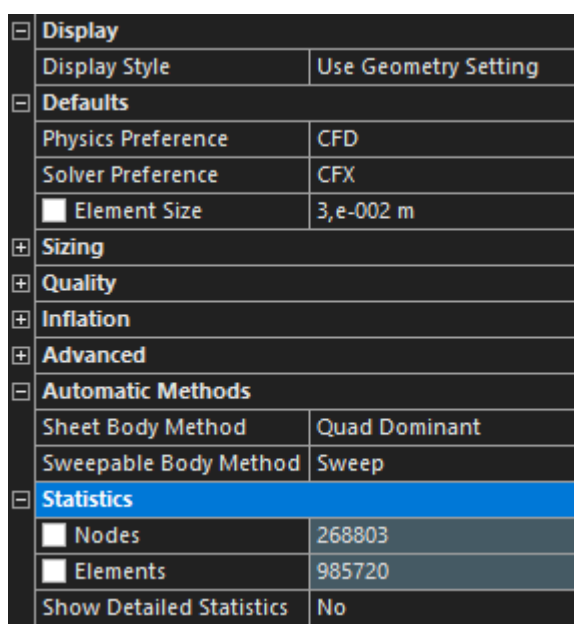 Display
Display Style Use Geometry Setting
Defaults
Physics Preference CFD
Solver Preference CFX
Element Size 3,e-002 m
Sizing
Quality
Inflation
Advanced
Automatic Methods
Sheet Body Method Quad Dominant
Sweepable Body Method Sweep
Statistics
Nodes 268803
Elements 985720
Show Detailed Statistics No